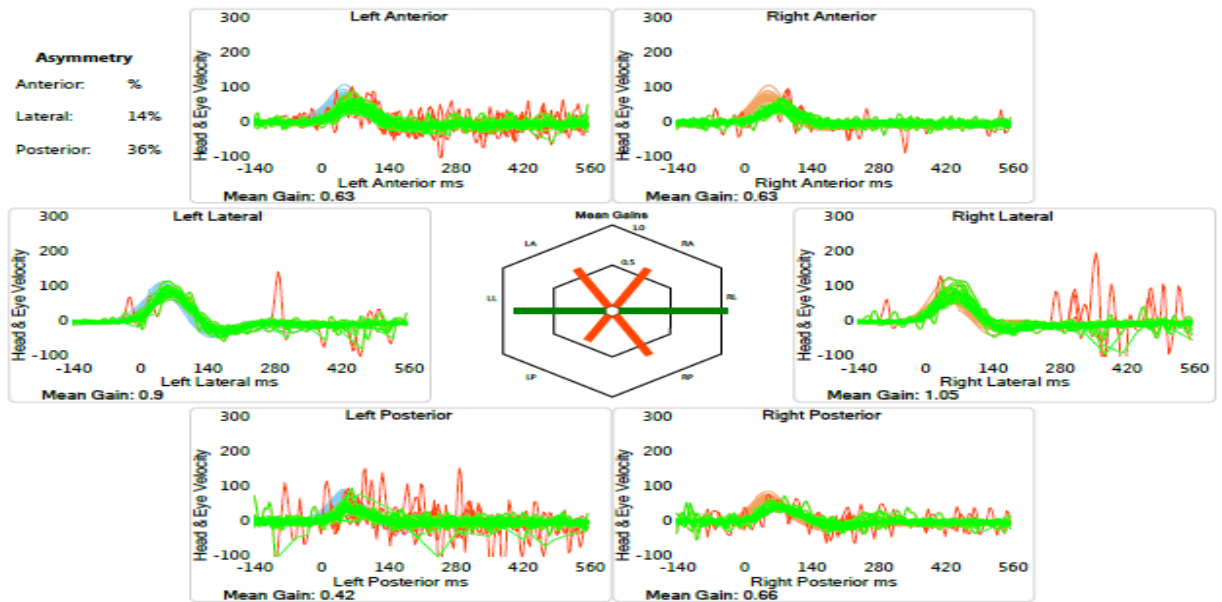 Asymmetry
Anterior: %
Lateral: 14%
Posterior: 36%
Left Anterior
Head & Eye Velocity
300
200
100
0
-100
-140 0 140 280 420 560
Left Anterior ms
Mean Gain: 0.63
Right Anterior
Head & Eye Velocity
300
200
100
0
-100
-140 0 140 280 420 560
Right Anterior ms
Mean Gain: 0.63
Left Lateral
Head & Eye Velocity
300
200
100
0
-100
-140 0 140 280 420 560
Left Lateral ms
Mean Gain: 0.9
Mean Gains
1.0
LA RA
0.5
LL RL
LP RP
Right Lateral
Head & Eye Velocity
300
200
100
0
-100
-140 0 140 280 420 560
Right Lateral ms
Mean Gain: 1.05
Left Posterior
Head & Eye Velocity
300
200
100
0
-100
-140 0 140 280 420 560
Left Posterior ms
Mean Gain: 0.42
Right Posterior
Head & Eye Velocity
300
200
100
0
-100
-140 0 140 280 420 560
Right Posterior ms
Mean Gain: 0.66